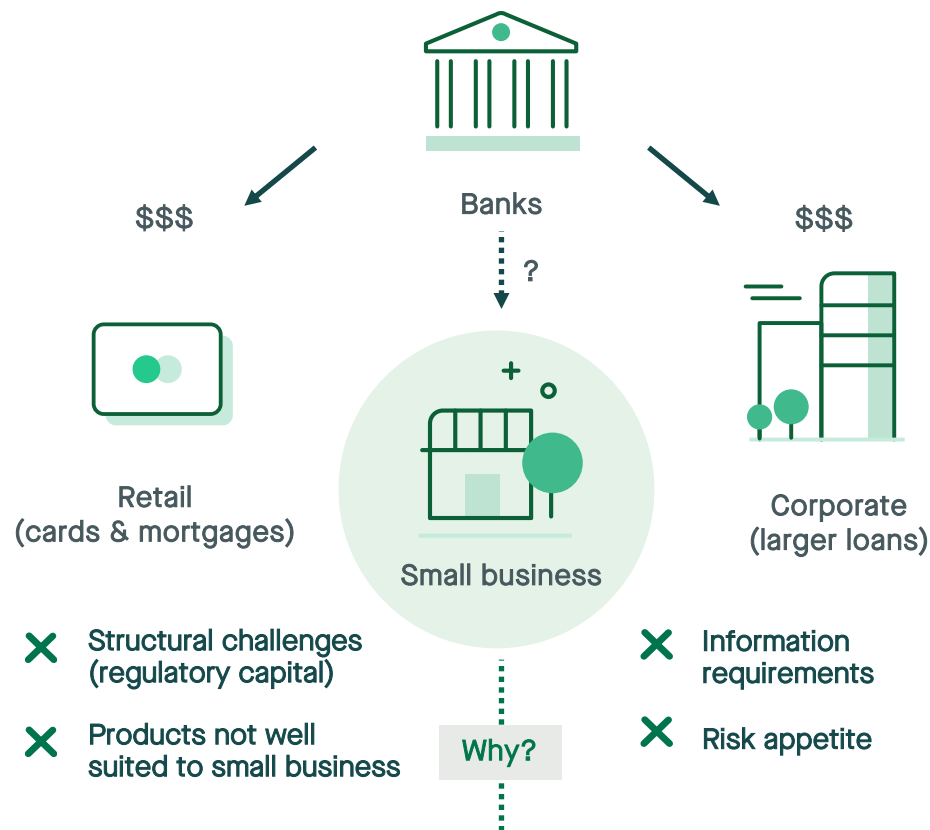 Banks
$$$
$$$
?
Retail
(cards & mortgages)
Corporate
(larger loans)
Small business
Structural challenges
(regulatory capital)
Products not well
suited to small business
Information
requirements
Risk appetite
Why?